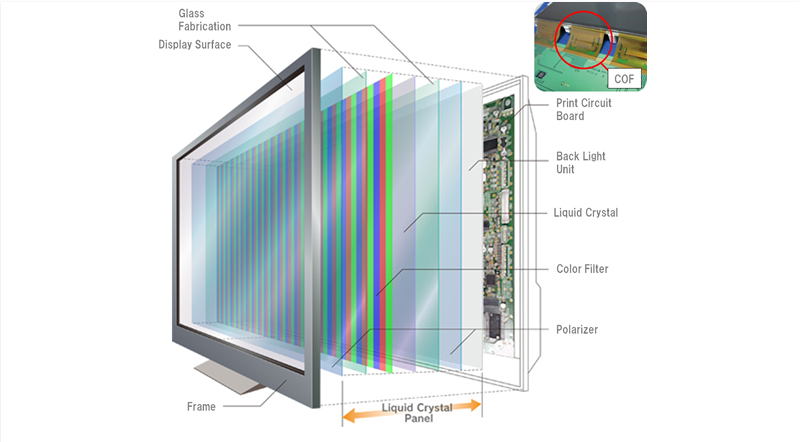 Glass
Fabrication
Display Surface
COF
Print Circuit
Board
Back Light
Unit
Liquid Crystal
Color Filter
Polarizer
Frame
Liquid Crystal
Panel